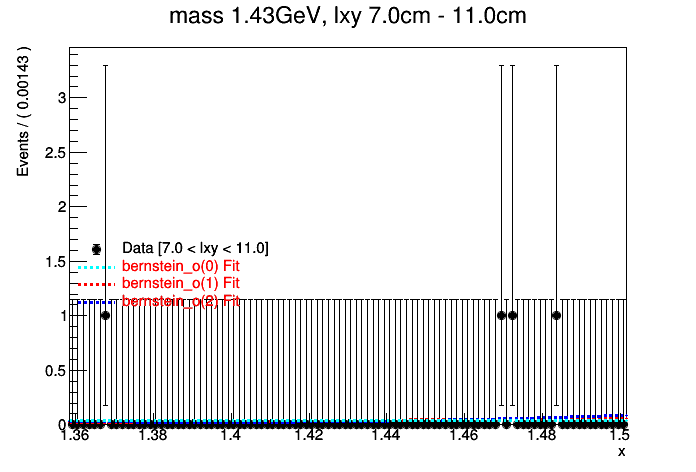 mass 1.43GeV, lxy 7.0cm - 11.0cm
Events / ( 0.00143 )
3
2.5
2
Data [7.0 < lxy < 11.0]
1.5
bernstein_o(0) Fit
bernstein_o(1) Fit
bernstein_o(2) Fit
1
0.5
0
1.36 1.38 1.4 1.42 1.44 1.46 1.48 1.5
x